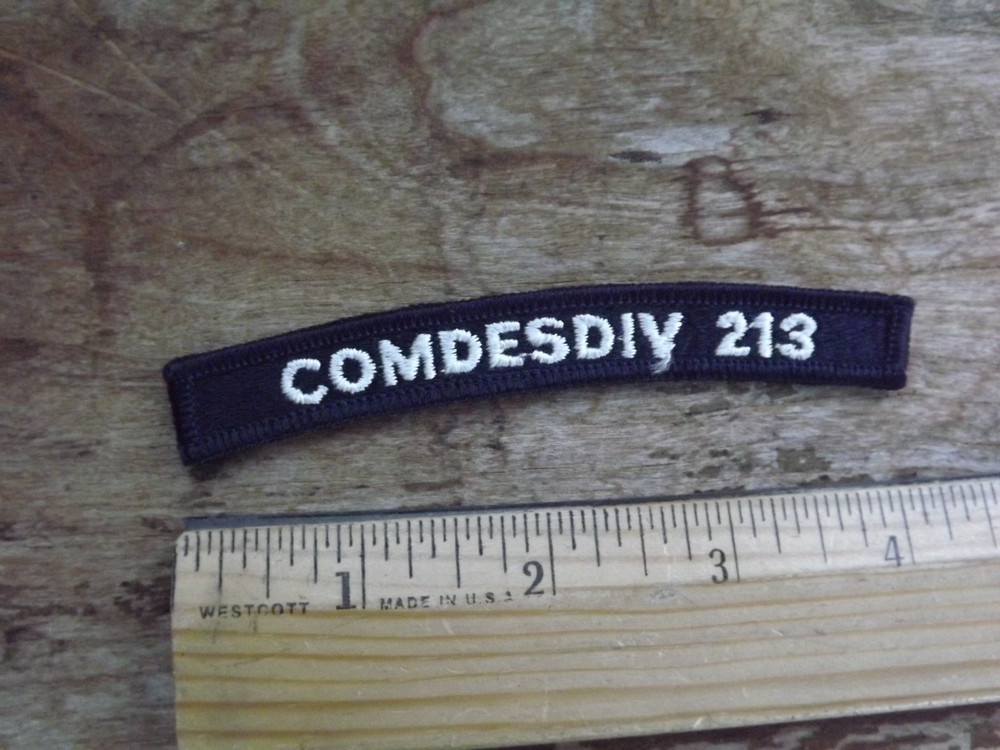 COMDESDIV 213
1 2 3 4
WESTCOTT MADE IN U.S.A